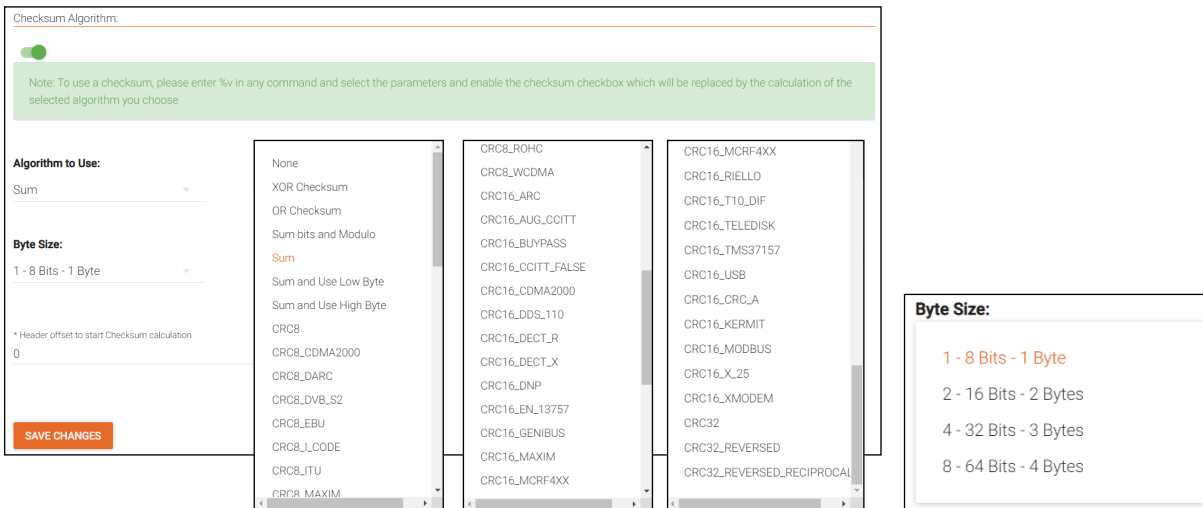 Checksum Algorithm:
Note: To use a checksum, please enter %v in any command and select the parameters and enable the checksum checkbox which will be replaced by the calculation of the
selected algorithm you choose
Algorithm to Use:
Sum
Byte Size:
1 - 8 Bits - 1 Byte
* Header offset to start Checksum calculation
0
SAVE CHANGES
None
XOR Checksum
OR Checksum
Sum bits and Modulo
Sum
Sum and Use Low Byte
Sum and Use High Byte
CRC8
CRC8_CDMA2000
CRC8_DARC
CRC8_DVB_S2
CRC8_EBU
CRC8_I_CODE
CRC8_ITU
CRC8_MAXIM
CRC8_ROHC
CRC8_WCDMA
CRC16_ARC
CRC16_AUG_CCITT
CRC16_BUYPASS
CRC16_CCITT_FALSE
CRC16_CDMA2000
CRC16_DDS_110
CRC16_DECT_R
CRC16_DECT_X
CRC16_DNP
CRC16_EN_13757
CRC16_GENIBUS
CRC16_MAXIM
CRC16_MCRF4XX
CRC16_MCRF4XX
CRC16_RIELLO
CRC16_T10_DIF
CRC16_TELEDISK
CRC16_TMS37157
CRC16_USB
CRC16_CRC_A
CRC16_KERMIT
CRC16_MODBUS
CRC16_X_25
CRC16_XMODEM
CRC32
CRC32_REVERSED
CRC32_REVERSED_RECIPROCAL
Byte Size:
1 - 8 Bits - 1 Byte
2 - 16 Bits - 2 Bytes
4 - 32 Bits - 3 Bytes
8 - 64 Bits - 4 Bytes